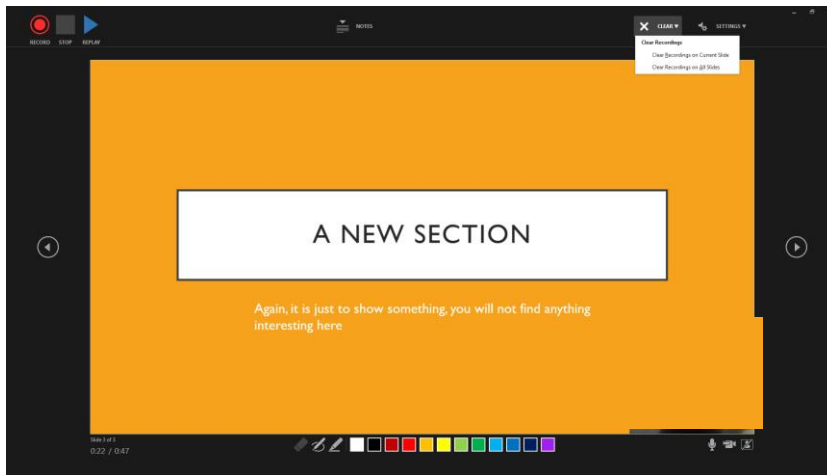 NOTES
CLEAR
SETTINGS
RECORD STOP REPLAY
Clear Recordings
Clear Recordings on Current Slide
Clear Recordings on All Slides
A NEW SECTION
Again, it is just to show something, you will not find anything
interesting here
Slide 3 of 3
0:22 / 0:47